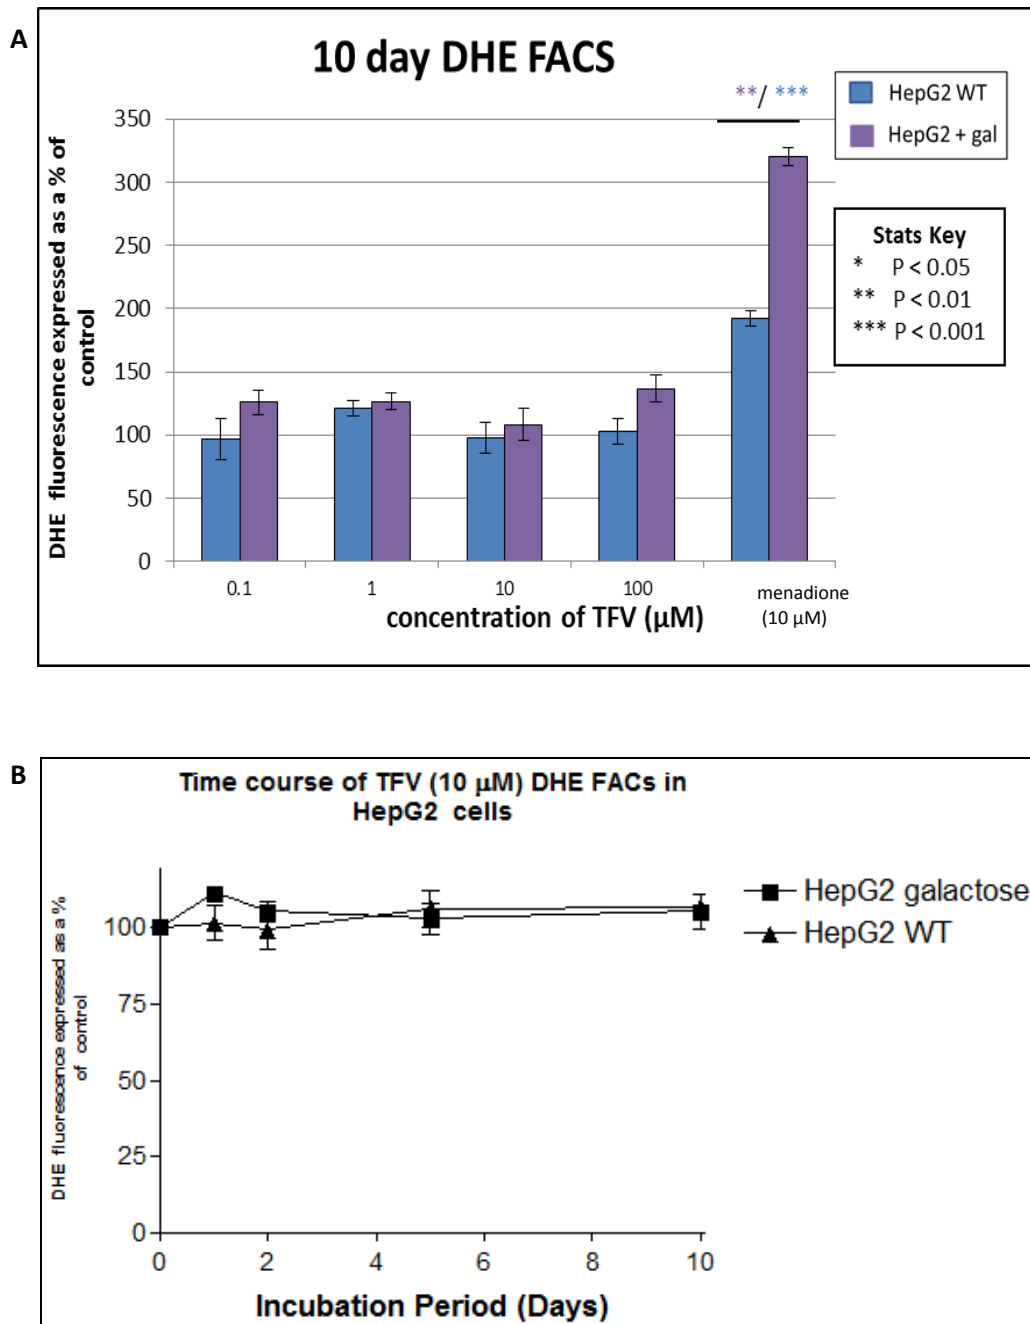 A
10 day DHE FACS
**/ ***
HepG2 WT
HepG2 + gal
Stats Key
* P < 0.05
** P < 0.01
*** P < 0.001
DHE fluorescence expressed as a % of
control
350
300
250
200
150
100
50
0
0.1 1 10 100 menadione
(10 µM)
concentration of TFV (µM)
B
Time course of TFV (10 µM) DHE FACs in
HepG2 cells
HepG2 galactose
HepG2 WT
DHE fluorescence expressed as a %
of control
100
75
50
25
0
0 2 4 6 8 10
Incubation Period (Days)